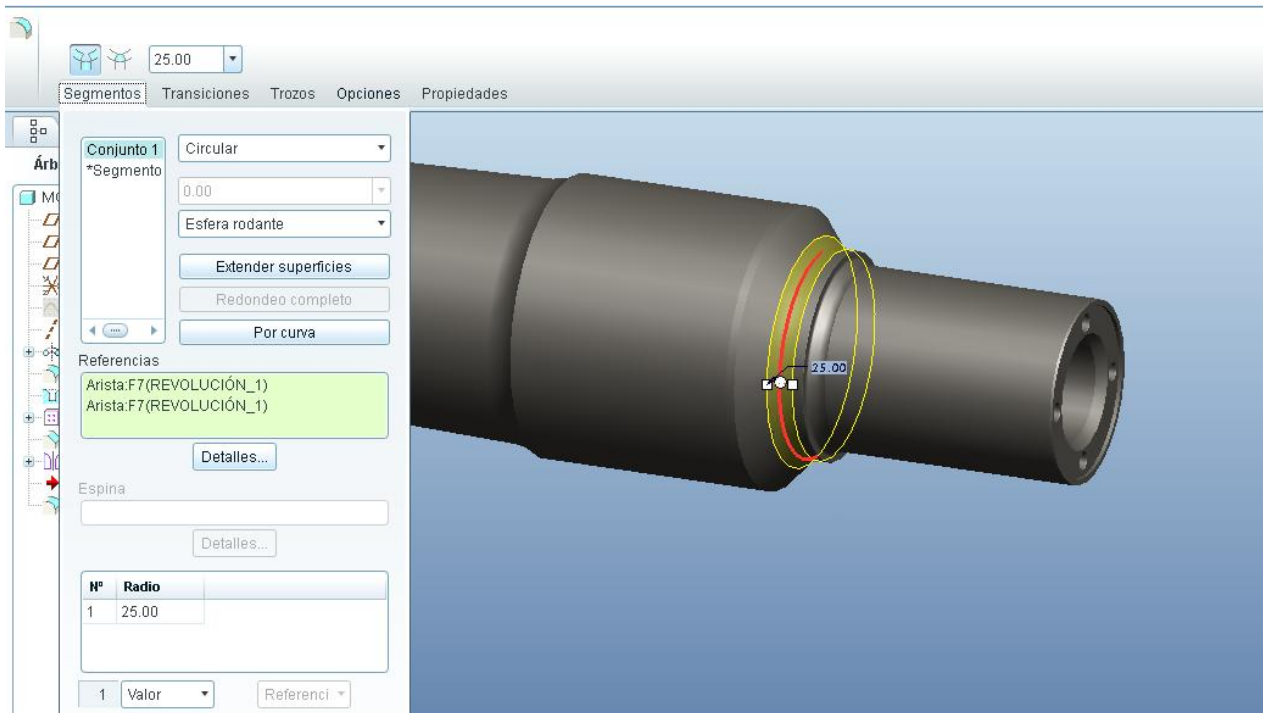 25.00
Segmentos Transiciones Trozos Opciones Propiedades
Árb
Conjunto 1 Circular
*Segmento
0.00
Esfera rodante
Extender superficies
Redondeo completo
Por curva
Referencias
Arista:F7(REVOLUCIÓN_1)
Arista:F7(REVOLUCIÓN_1)
Detalles...
Espina
Detalles...
Nº Radio
1 25.00
1 Valor Referenci
25.00